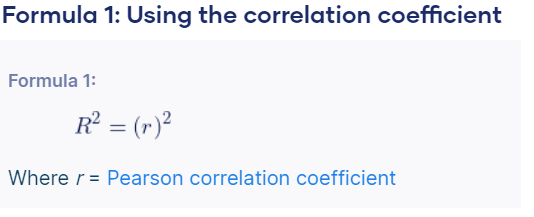 Formula 1: Using the correlation coefficient
Formula 1:
R² = (r)²
Where r = Pearson correlation coefficient